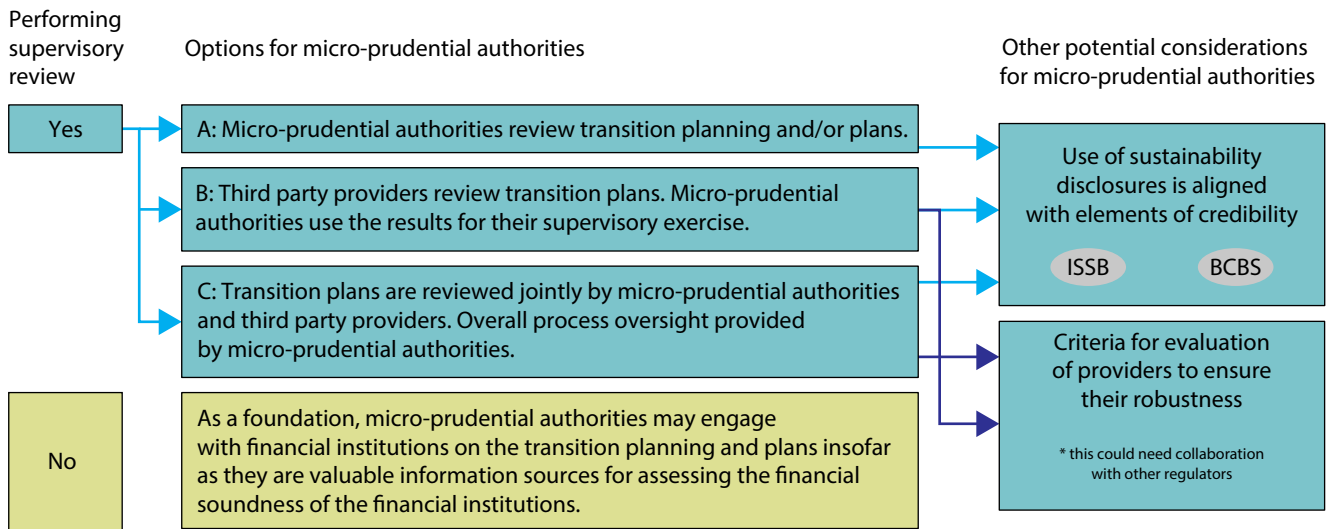 Performing
supervisory
review
Options for micro-prudential authorities
Other potential considerations
for micro-prudential authorities
Yes
A: Micro-prudential authorities review transition planning and/or plans.
B: Third party providers review transition plans. Micro-prudential
authorities use the results for their supervisory exercise.
C: Transition plans are reviewed jointly by micro-prudential authorities
and third party providers. Overall process oversight provided
by micro-prudential authorities.
Use of sustainability
disclosures is aligned
with elements of credibility
ISSB
BCBS
Criteria for evaluation
of providers to ensure
their robustness
* this could need collaboration
with other regulators
No
As a foundation, micro-prudential authorities may engage
with financial institutions on the transition planning and plans insofar
as they are valuable information sources for assessing the financial
soundness of the financial institutions.